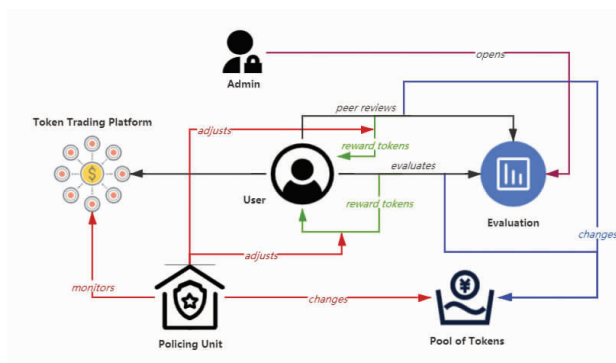 opens
Admin
peer reviews
Token Trading Platform
adjusts
reward tokens
evaluates
User
reward tokens
Evaluation
changes
adjusts
monitors
changes
Policing Unit
Pool of Tokens